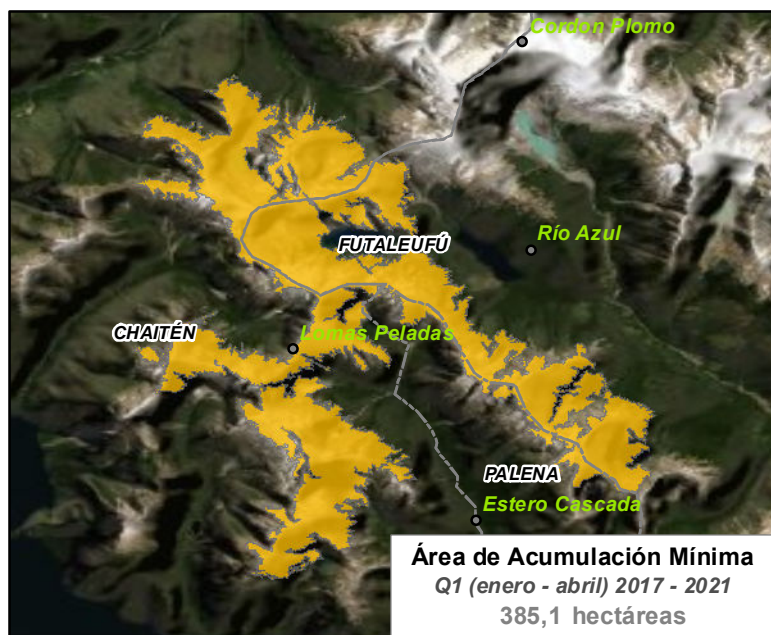 Cordon Plomo
FUTALEUFÚ
Río Azul
CHAITÉN
Lomas Peladas
PALENA
Estero Cascada
Área de Acumulación Mínima
Q1 (enero - abril) 2017 - 2021
385,1 hectáreas